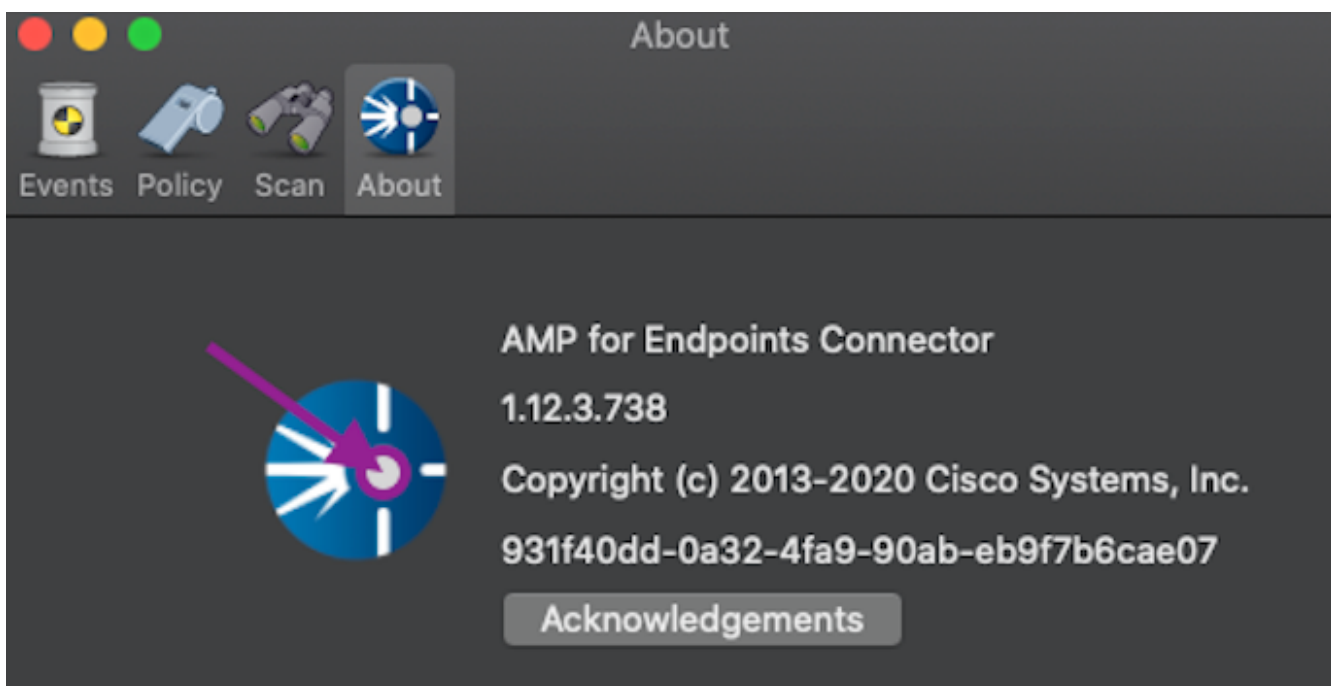 About
Events Policy Scan About
AMP for Endpoints Connector
1.12.3.738
Copyright (c) 2013-2020 Cisco Systems, Inc.
931f40dd-0a32-4fa9-90ab-eb9f7b6cae07
Acknowledgements